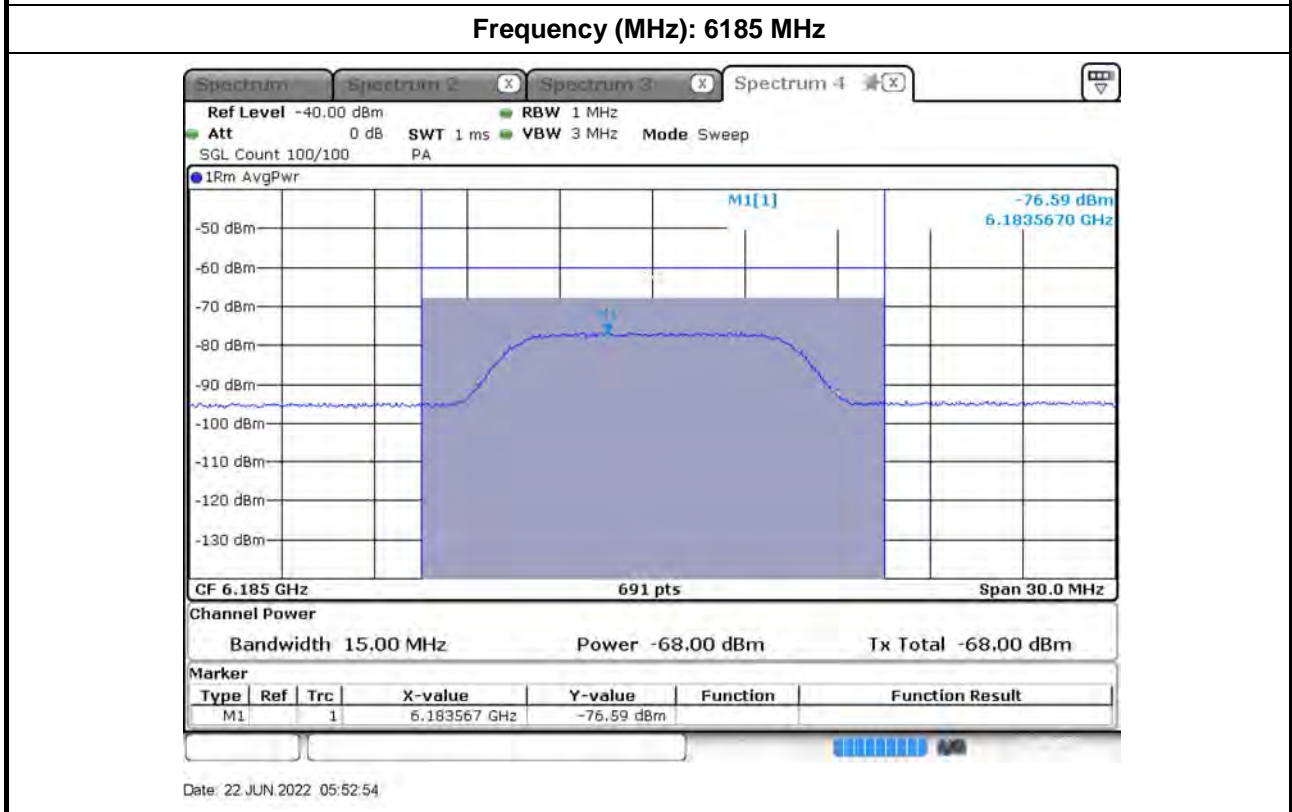 Frequency (MHz): 6185 MHz
Spectrum Spectrum 2 X Spectrum 3 X Spectrum 4 X
Ref Level -40.00 dBm RBW 1 MHz
Att 0 dB SWT 1 ms VBW 3 MHz Mode Sweep
SGL Count 100/100 PA
1Rm AvgPwr
M1[1] -76.59 dBm
6.1835670 GHz
-50 dBm
-60 dBm
-70 dBm
M1
-80 dBm
-90 dBm
-100 dBm
-110 dBm
-120 dBm
-130 dBm
CF 6.185 GHz 691 pts Span 30.0 MHz
Channel Power
Bandwidth 15.00 MHz Power -68.00 dBm Tx Total -68.00 dBm
Marker
Type Ref Trc X-value Y-value Function Function Result
M1 1 6.183567 GHz -76.59 dBm
Date: 22.JUN.2022 05:52:54